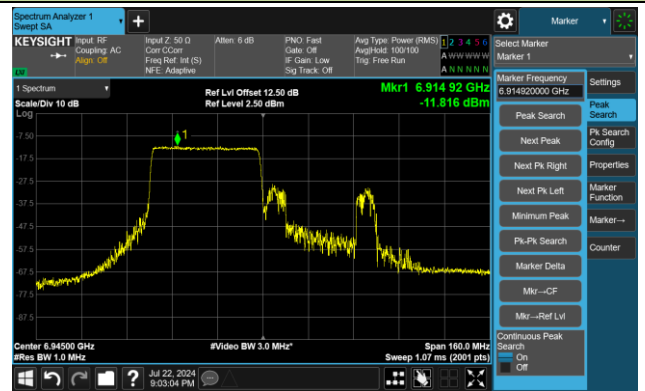 Spectrum Analyzer 1
Swept SA
Marker
KEYSIGHT
Input: RF
Coupling: AC
Align: Off
Input Z: 50 Ω
Corr CCorr
Freq Ref: Int (S)
NFE: Adaptive
Atten: 6 dB
PNO: Fast
Gate: Off
IF Gain: Low
Sig Track: Off
Avg Type: Power (RMS)
Avg|Hold: 100/100
Trig: Free Run
1 2 3 4 5 6
A W W W W W
A N N N N N
LW
Select Marker
Marker 1
1 Spectrum
Scale/Div 10 dB
Log
Ref Lvl Offset 12.50 dB
Ref Level 2.50 dBm
Mkr1 6.914 92 GHz
-11.816 dBm
1
-7.50
-17.5
-27.5
-37.5
-47.5
-57.5
-67.5
-77.5
-87.5
Center 6.94500 GHz
#Res BW 1.0 MHz
#Video BW 3.0 MHz*
Span 160.0 MHz
Sweep 1.07 ms (2001 pts)
Marker Frequency
6.914920000 GHz
Peak Search
Next Peak
Next Pk Right
Next Pk Left
Minimum Peak
Pk-Pk Search
Marker Delta
Mkr→CF
Mkr→Ref Lvl
Continuous Peak
Search
On
Off
Settings
Peak
Search
Pk Search
Config
Properties
Marker
Function
Marker→
Counter
Jul 22, 2024
9:03:04 PM